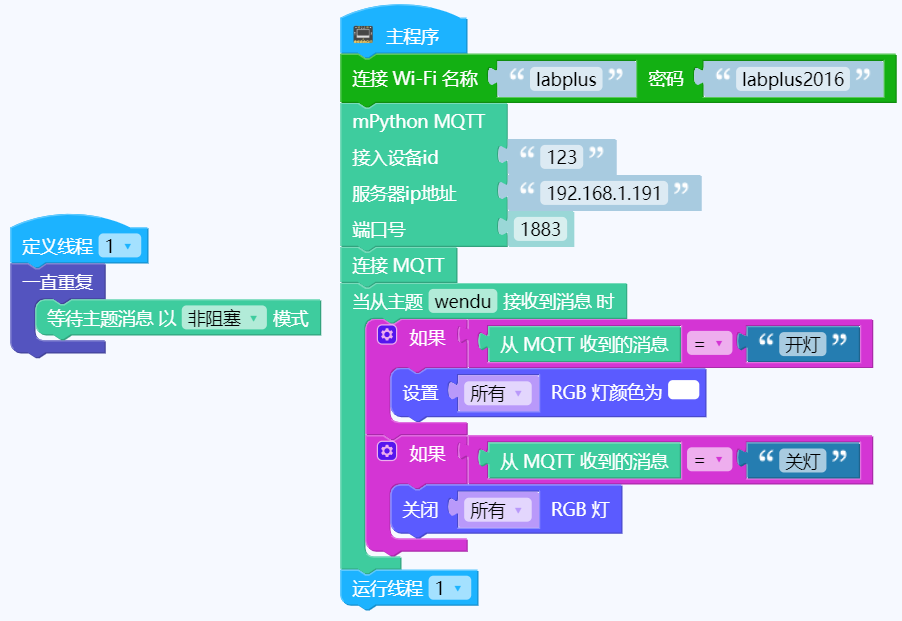 定义线程 1
一直重复
等待主题消息 以 非阻塞 模式
主程序
连接 Wi-Fi 名称 “ labplus ” 密码 “ labplus2016 ”
mPython MQTT
接入设备id “ 123 ”
服务器ip地址 “ 192.168.1.191 ”
端口号 1883
连接 MQTT
当从主题 wendu 接收到消息 时
如果 从 MQTT 收到的消息 = “ 开灯 ”
设置 所有 RGB 灯颜色为
如果 从 MQTT 收到的消息 = “ 关灯 ”
关闭 所有 RGB 灯
运行线程 1